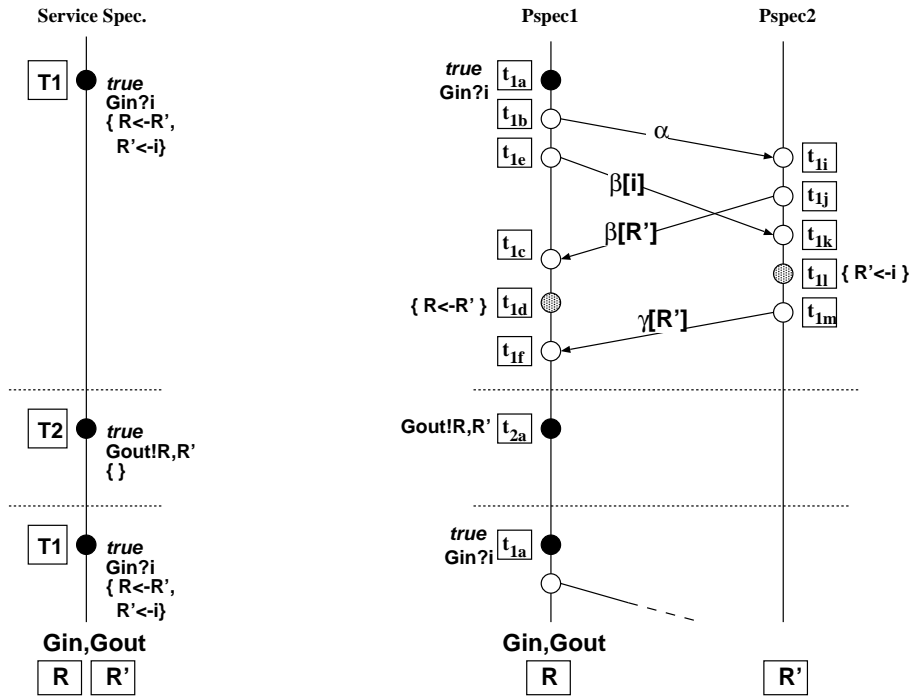 Service Spec.
Pspec1
Pspec2
T1
true
Gin?i
{ R<-R',
R'<-i}
true
Gin?i
t1a
t1b
α
t1i
t1e
β[i]
t1j
β[R']
t1k
t1c
t1l { R'<-i }
{ R<-R' } t1d
γ[R']
t1m
t1f
T2
true
Gout!R,R'
{ }
Gout!R,R' t2a
T1
true
Gin?i
{ R<-R',
R'<-i}
true
Gin?i
t1a
Gin,Gout
R R'
Gin,Gout
R
R'